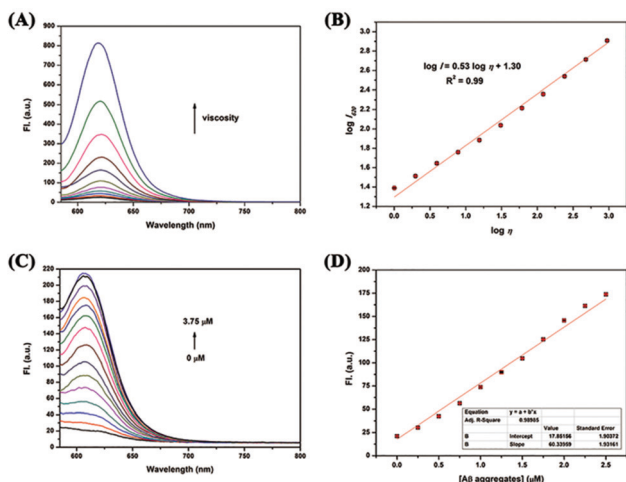 (A)
900
800
700
600
500
400
300
200
100
0
FI. (a.u.)
viscosity
600 650 700 750 800
Wavelength (nm)
(B)
3.0
2.8
2.6
2.4
2.2
2.0
1.8
1.6
1.4
1.2
log I620
log I = 0.53 log η + 1.30
R² = 0.99
0.0 0.5 1.0 1.5 2.0 2.5 3.0
log η
(C)
220
200
180
160
140
120
100
80
60
40
20
0
FI. (a.u.)
3.75 μM
0 μM
600 650 700 750 800
Wavelength (nm)
(D)
200
175
150
125
100
75
50
25
0
FI. (a.u.)
Equation y = a + b*x
Adj. R-Square 0.98985
Value Standard Error
B Intercept 17.85156 1.90372
B Slope 60.33959 1.93161
0.0 0.5 1.0 1.5 2.0 2.5
[Aβ aggregates] (μM)